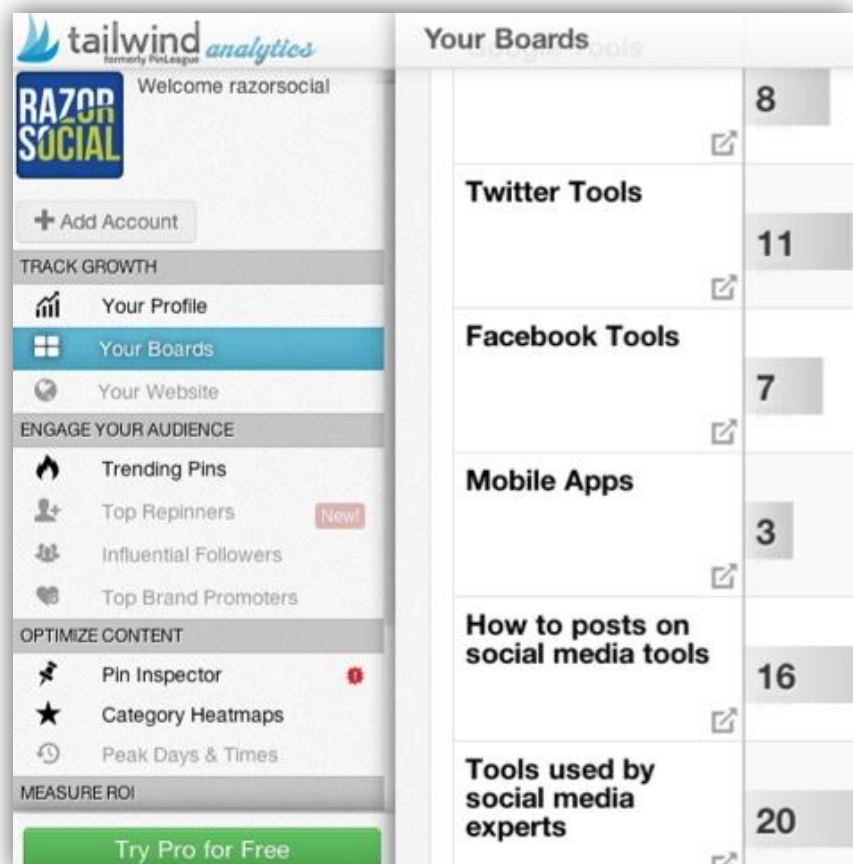 tailwind analytics
formerly PinLeague
RAZOR
SOCIAL
Welcome razorsocial
Add Account
TRACK GROWTH
Your Profile
Your Boards
Your Website
ENGAGE YOUR AUDIENCE
Trending Pins
Top Repinners New!
Influential Followers
Top Brand Promoters
OPTIMIZE CONTENT
Pin Inspector
Category Heatmaps
Peak Days & Times
MEASURE ROI
Try Pro for Free
Your Boards
Google Tools
8
Twitter Tools
11
Facebook Tools
7
Mobile Apps
3
How to posts on
social media tools
16
Tools used by
social media
experts
20